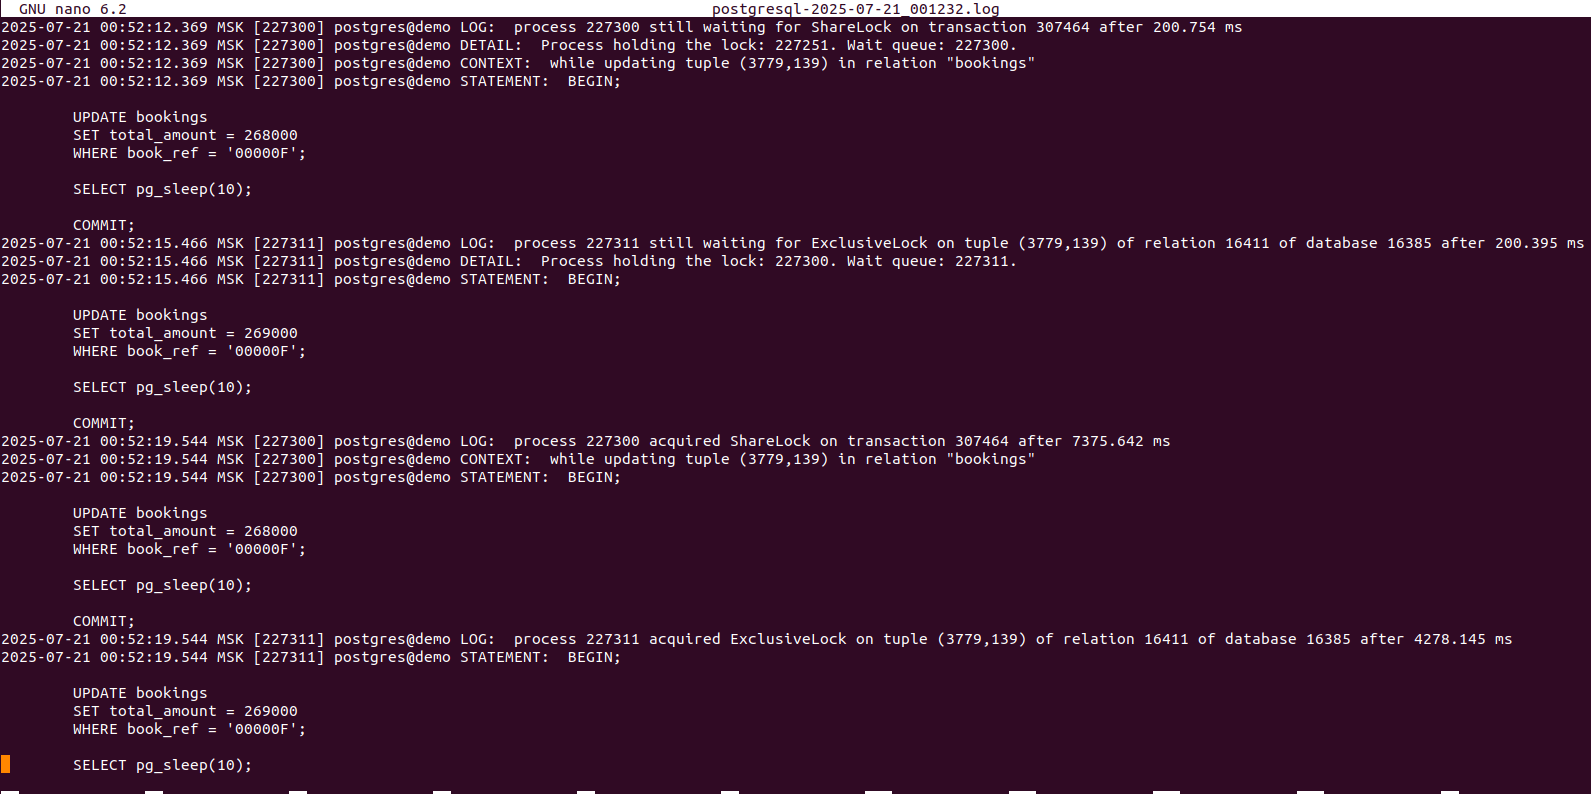 GNU nano 6.2 postgresql-2025-07-21_001232.log
2025-07-21 00:52:12.369 MSK [227300] postgres@demo LOG:  process 227300 still waiting for ShareLock on transaction 307464 after 200.754 ms
2025-07-21 00:52:12.369 MSK [227300] postgres@demo DETAIL:  Process holding the lock: 227251. Wait queue: 227300.
2025-07-21 00:52:12.369 MSK [227300] postgres@demo CONTEXT:  while updating tuple (3779,139) in relation "bookings"
2025-07-21 00:52:12.369 MSK [227300] postgres@demo STATEMENT:  BEGIN;
UPDATE bookings
SET total_amount = 268000
WHERE book_ref = '00000F';
SELECT pg_sleep(10);
COMMIT;
2025-07-21 00:52:15.466 MSK [227311] postgres@demo LOG:  process 227311 still waiting for ExclusiveLock on tuple (3779,139) of relation 16411 of database 16385 after 200.395 ms
2025-07-21 00:52:15.466 MSK [227311] postgres@demo DETAIL:  Process holding the lock: 227300. Wait queue: 227311.
2025-07-21 00:52:15.466 MSK [227311] postgres@demo STATEMENT:  BEGIN;
UPDATE bookings
SET total_amount = 269000
WHERE book_ref = '00000F';
SELECT pg_sleep(10);
COMMIT;
2025-07-21 00:52:19.544 MSK [227300] postgres@demo LOG:  process 227300 acquired ShareLock on transaction 307464 after 7375.642 ms
2025-07-21 00:52:19.544 MSK [227300] postgres@demo CONTEXT:  while updating tuple (3779,139) in relation "bookings"
2025-07-21 00:52:19.544 MSK [227300] postgres@demo STATEMENT:  BEGIN;
UPDATE bookings
SET total_amount = 268000
WHERE book_ref = '00000F';
SELECT pg_sleep(10);
COMMIT;
2025-07-21 00:52:19.544 MSK [227311] postgres@demo LOG:  process 227311 acquired ExclusiveLock on tuple (3779,139) of relation 16411 of database 16385 after 4278.145 ms
2025-07-21 00:52:19.544 MSK [227311] postgres@demo STATEMENT:  BEGIN;
UPDATE bookings
SET total_amount = 269000
WHERE book_ref = '00000F';
SELECT pg_sleep(10);